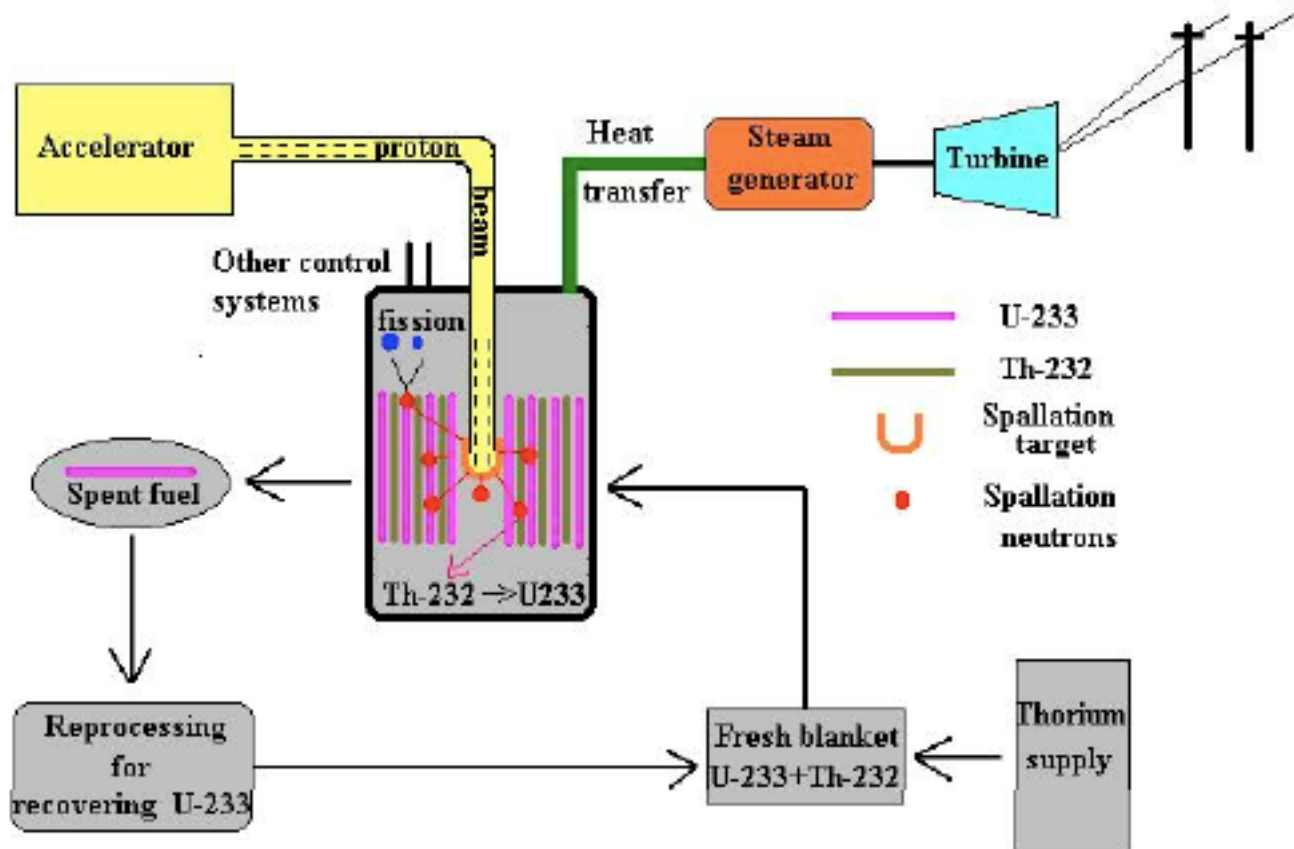 Accelerator
proton
beam
Heat
transfer
Steam
generator
Turbine
Other control
systems
fission
U-233
Th-232
Spallation
target
Spallation
neutrons
Spent fuel
Th-232 →U233
Reprocessing
for
recovering U-233
Fresh blanket
U-233+Th-232
Thorium
supply